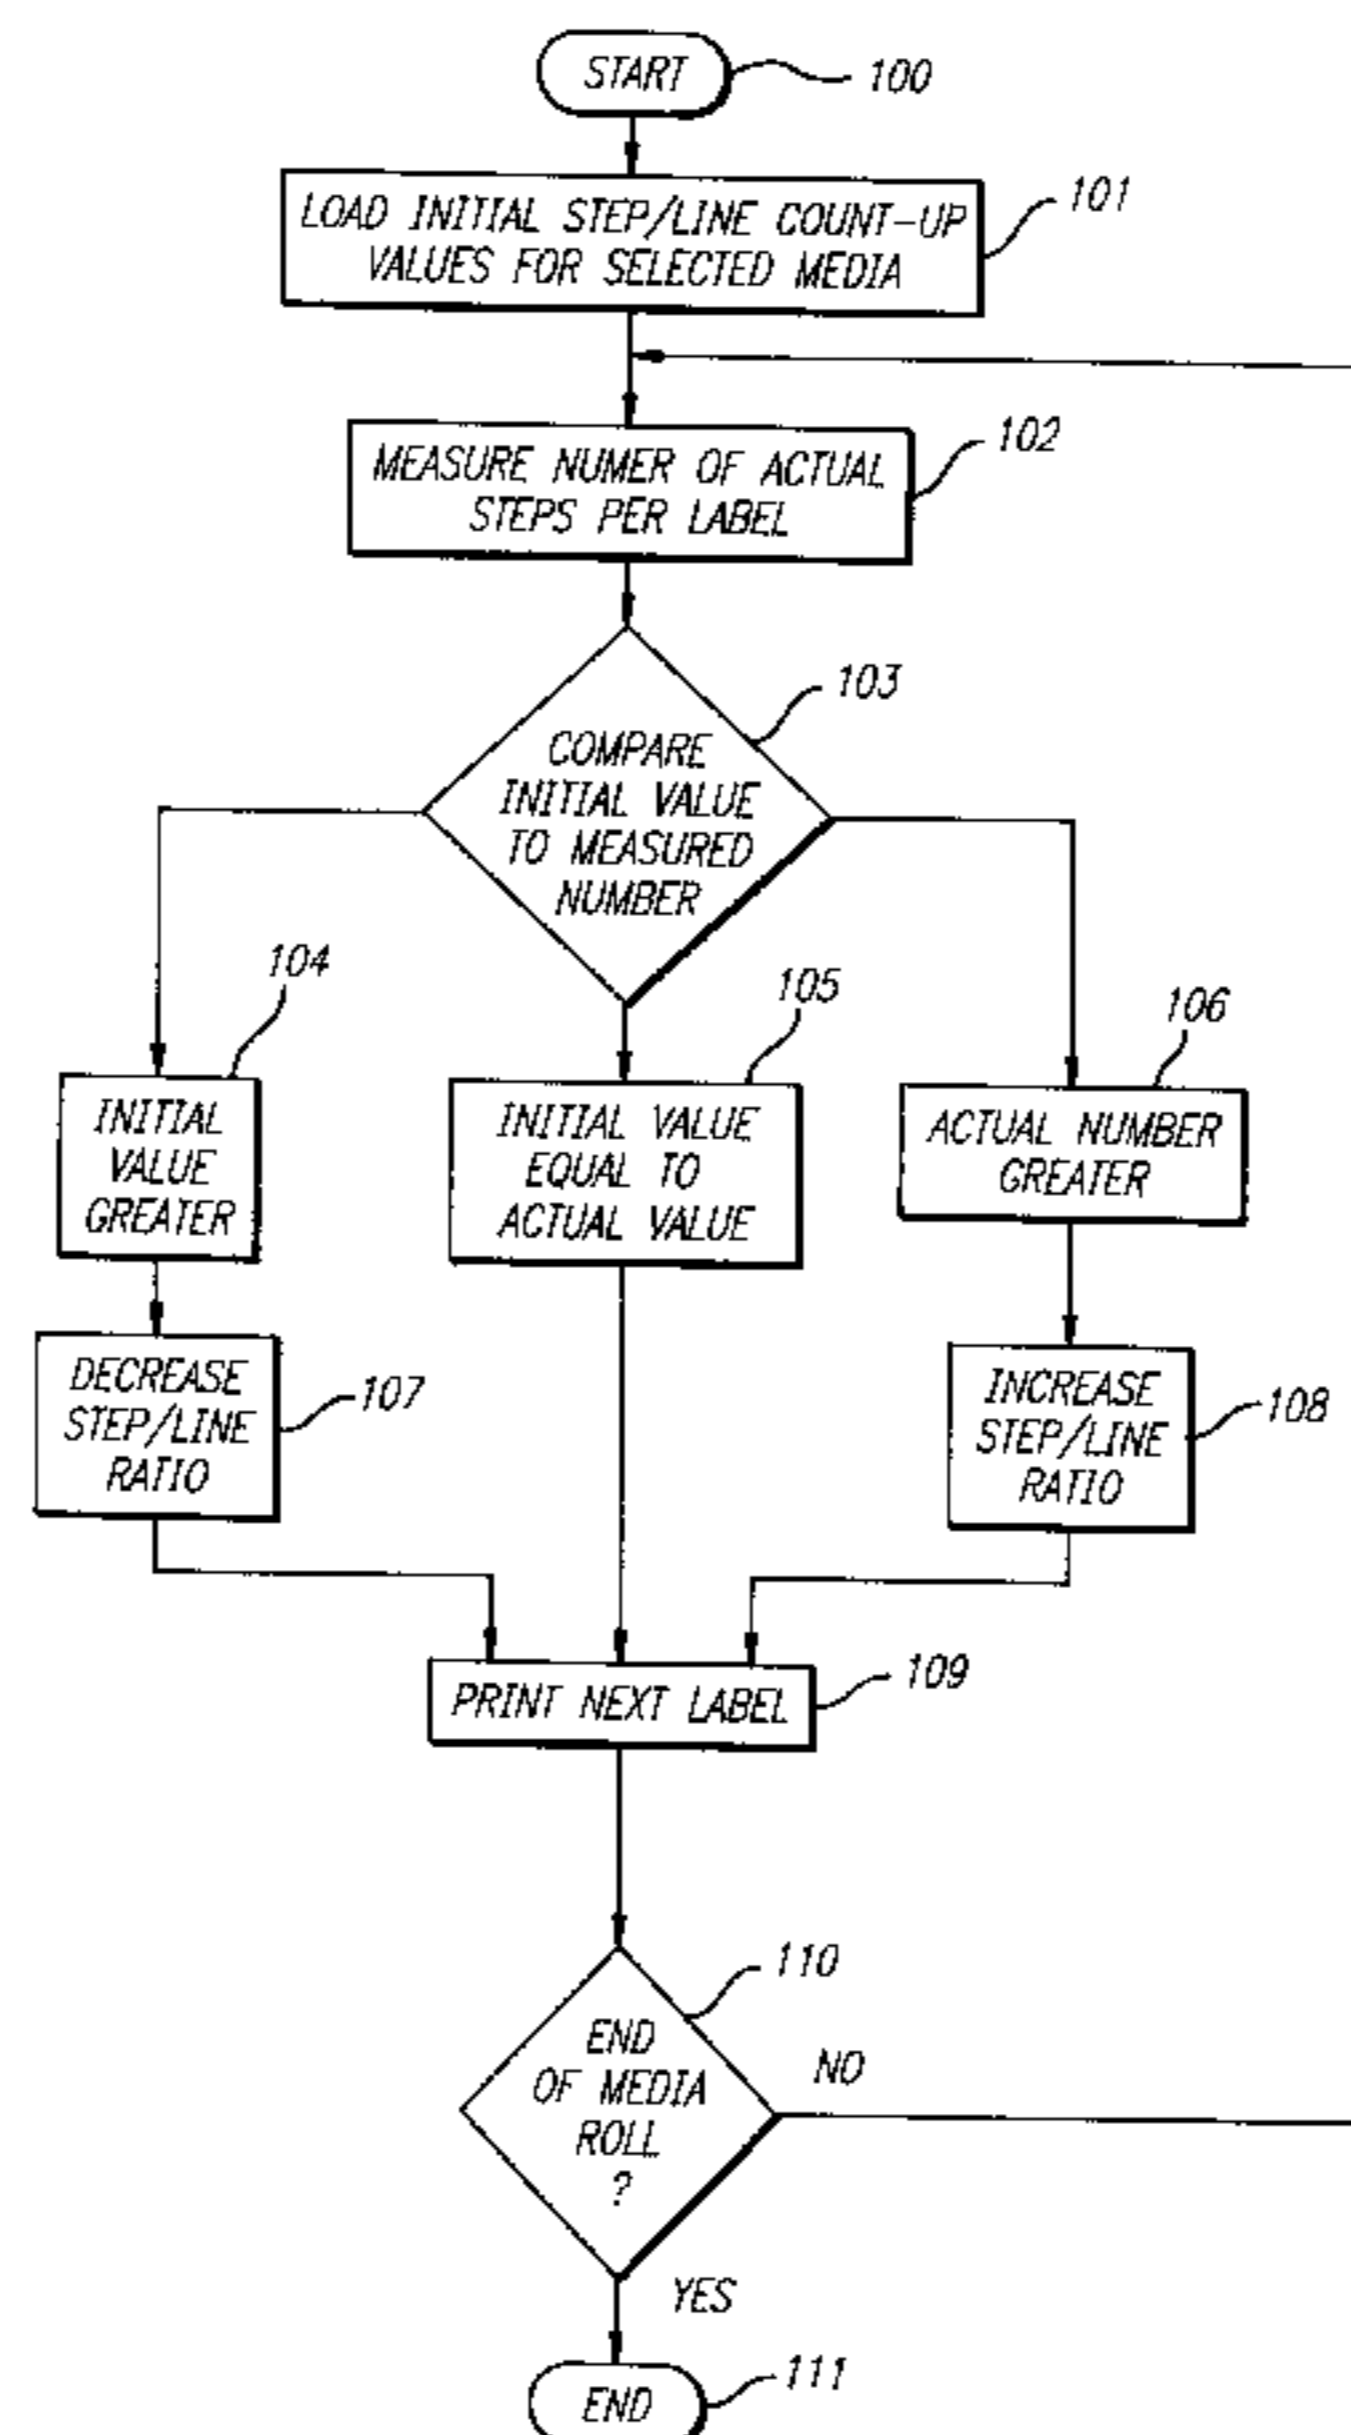 START
100
LOAD INITIAL STEP/LINE COUNT-UP
VALUES FOR SELECTED MEDIA
101
MEASURE NUMER OF ACTUAL
STEPS PER LABEL
102
COMPARE
INITIAL VALUE
TO MEASURED
NUMBER
103
104
INITIAL
VALUE
GREATER
105
INITIAL VALUE
EQUAL TO
ACTUAL VALUE
106
ACTUAL NUMBER
GREATER
DECREASE
STEP/LINE
RATIO
107
INCREASE
STEP/LINE
RATIO
108
PRINT NEXT LABEL
109
END
OF MEDIA
ROLL
?
110
NO
YES
END
111